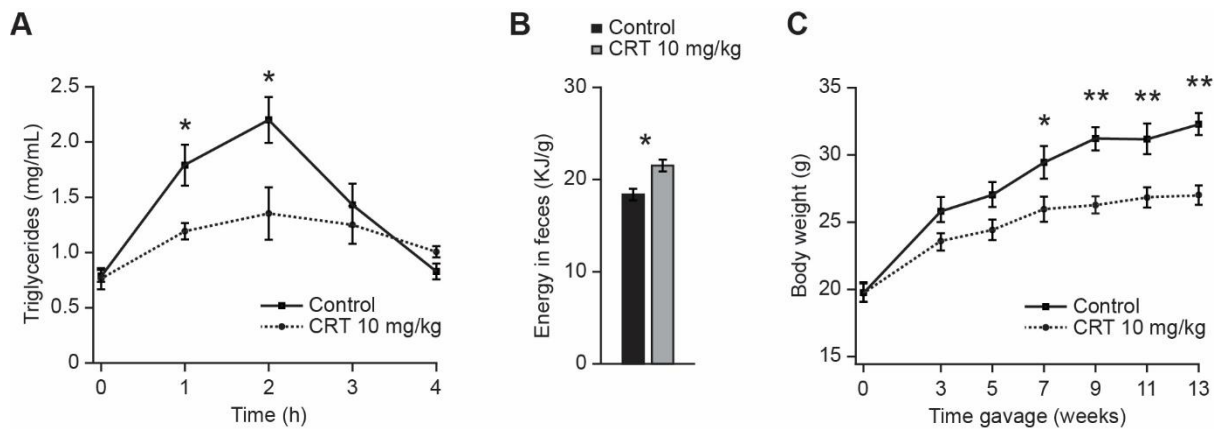 A
Triglycerides (mg/mL)
2.5
2.0
1.5
1.0
0.5
0
*
*
Control
CRT 10 mg/kg
0 1 2 3 4
Time (h)
B
Control
CRT 10 mg/kg
Energy in feces (KJ/g)
30
20
10
0
*
C
Body weight (g)
35
30
25
20
15
*
**
**
**
Control
CRT 10 mg/kg
0 3 5 7 9 11 13
Time gavage (weeks)